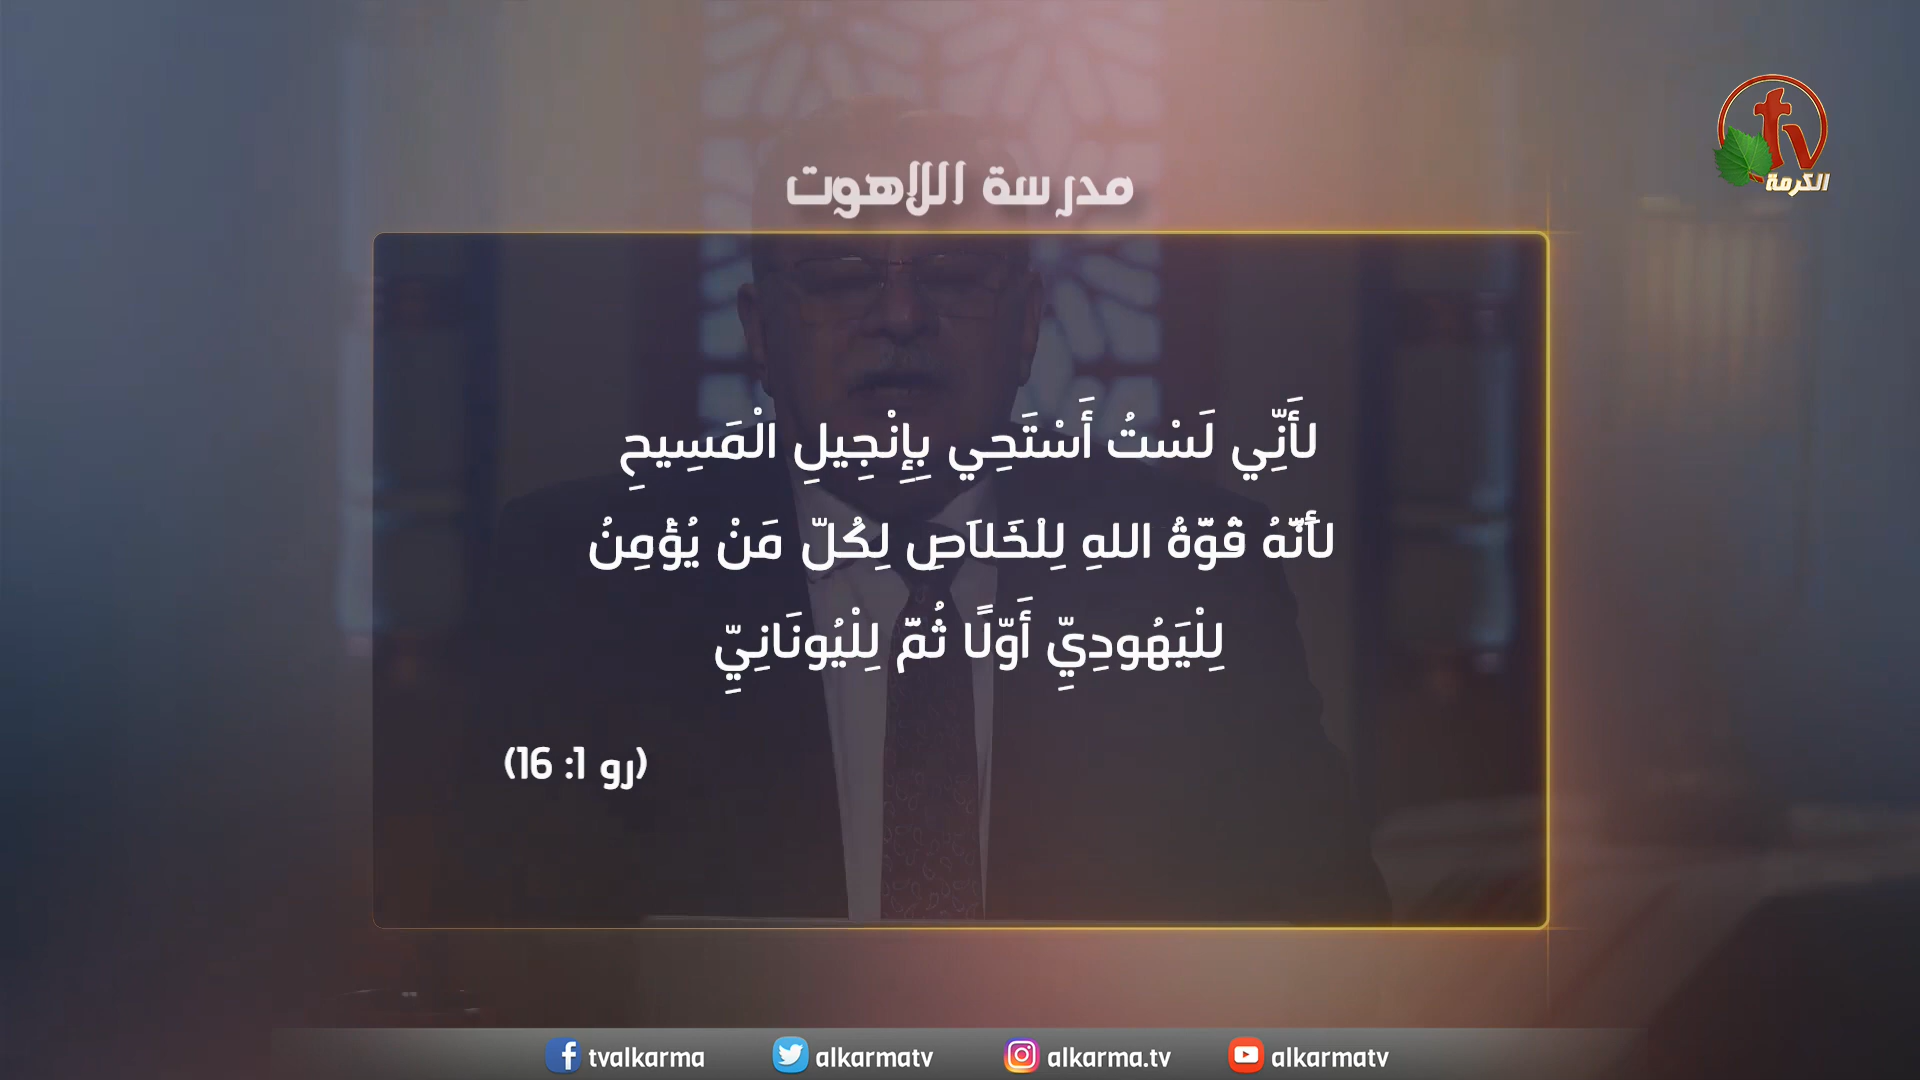 tv
الكرمة
مدرسة اللاهوت
لأَنِّي لَسْتُ أَسْتَحِي بِإِنْجِيلِ الْمَسِيحِ
لأَنَّهُ قُوَّةُ اللهِ لِلْخَلاَصِ لِكُلِّ مَنْ يُؤْمِنُ
لِلْيَهُودِيِّ أَوَّلًا ثُمَّ لِلْيُونَانِيِّ
(رو 1: 16)
tvalkarma alkarmatv alkarma.tv alkarmatv